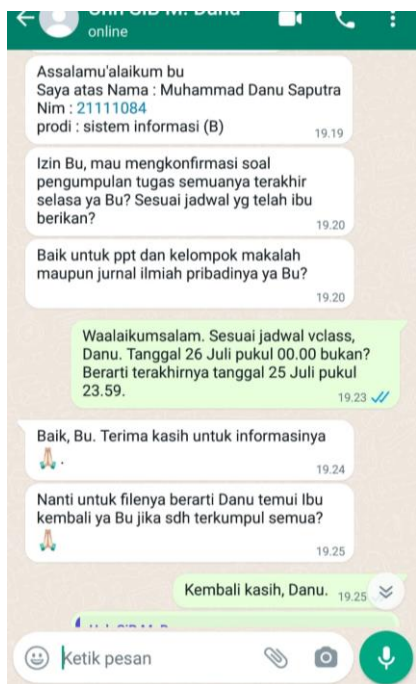 online
Assalamu'alaikum bu
Saya atas Nama : Muhammad Danu Saputra
Nim : 21111084
prodi : sistem informasi (B)
19.19
Izin Bu, mau mengkonfirmasi soal
pengumpulan tugas semuanya terakhir
selasa ya Bu? Sesuai jadwal yg telah ibu
berikan?
19.20
Baik untuk ppt dan kelompok makalah
maupun jurnal ilmiah pribadinya ya Bu?
19.20
Waalaikumsalam. Sesuai jadwal vclass,
Danu. Tanggal 26 Juli pukul 00.00 bukan?
Berarti terakhirnya tanggal 25 Juli pukul
23.59.
19.23
Baik, Bu. Terima kasih untuk informasinya
🙏🏻 .
19.24
Nanti untuk filenya berarti Danu temui Ibu
kembali ya Bu jika sdh terkumpul semua?
🙏🏻
19.25
Kembali kasih, Danu. 19.25
Ketik pesan